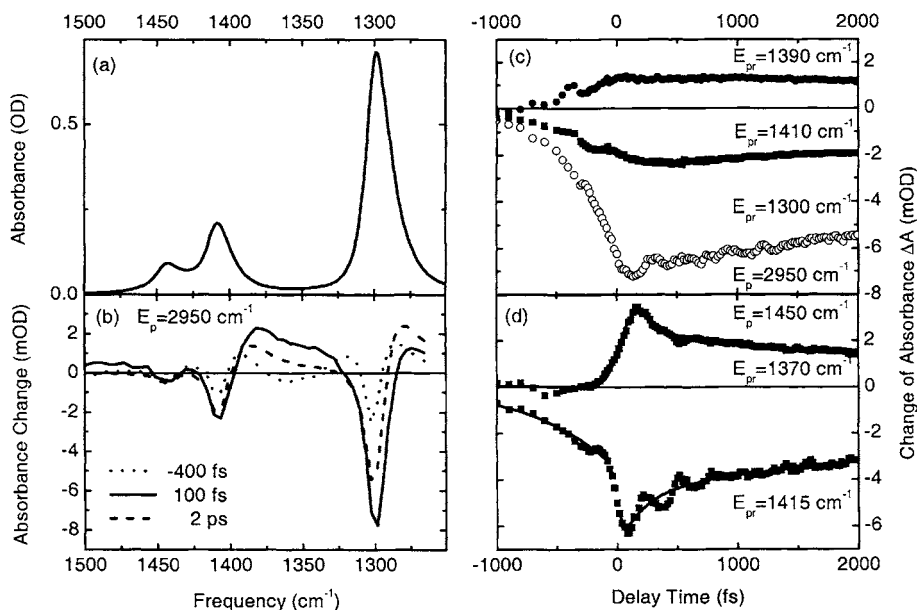 1500 1450 1400 1350 1300
(a)
Absorbance (OD)
0.5
0.0
(b) E_p=2950 cm^-1
Absorbance Change (mOD)
2
0
-2
-4
-6
-8
-400 fs
100 fs
2 ps
1500 1450 1400 1350 1300
Frequency (cm^-1)
-1000 0 1000 2000
(c) E_pr=1390 cm^-1
E_pr=1410 cm^-1
E_pr=1300 cm^-1
E_p=2950 cm^-1
2
0
-2
-4
-6
-8
(d) E_p=1450 cm^-1
E_pr=1370 cm^-1
E_pr=1415 cm^-1
2
0
-2
-4
-6
Change of Absorbance ΔA (mOD)
-1000 0 1000 2000
Delay Time (fs)